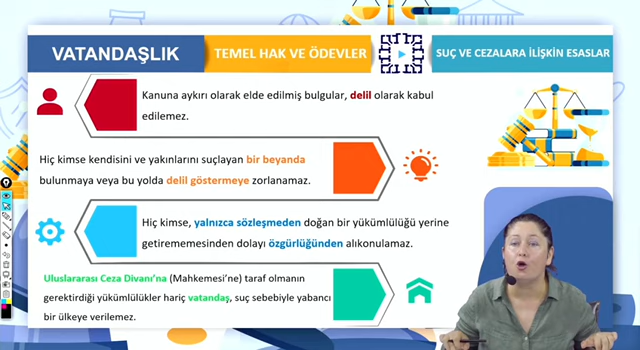 VATANDAŞLIK
TEMEL HAK VE ÖDEVLER
SUÇ VE CEZALARA İLİŞKİN ESASLAR
Kanuna aykırı olarak elde edilmiş bulgular, delil olarak kabul
edilemez.
Hiç kimse kendisini ve yakınlarını suçlayan bir beyanda
bulunmaya veya bu yolda delil göstermeye zorlanamaz.
Hiç kimse, yalnızca sözleşmeden doğan bir yükümlülüğü yerine
getirememesinden dolayı özgürlüğünden alıkonulamaz.
Uluslararası Ceza Divanı'na (Mahkemesi'ne) taraf olmanın
gerektirdiği yükümlülükler hariç vatandaş, suç sebebiyle yabancı
bir ülkeye verilemez.